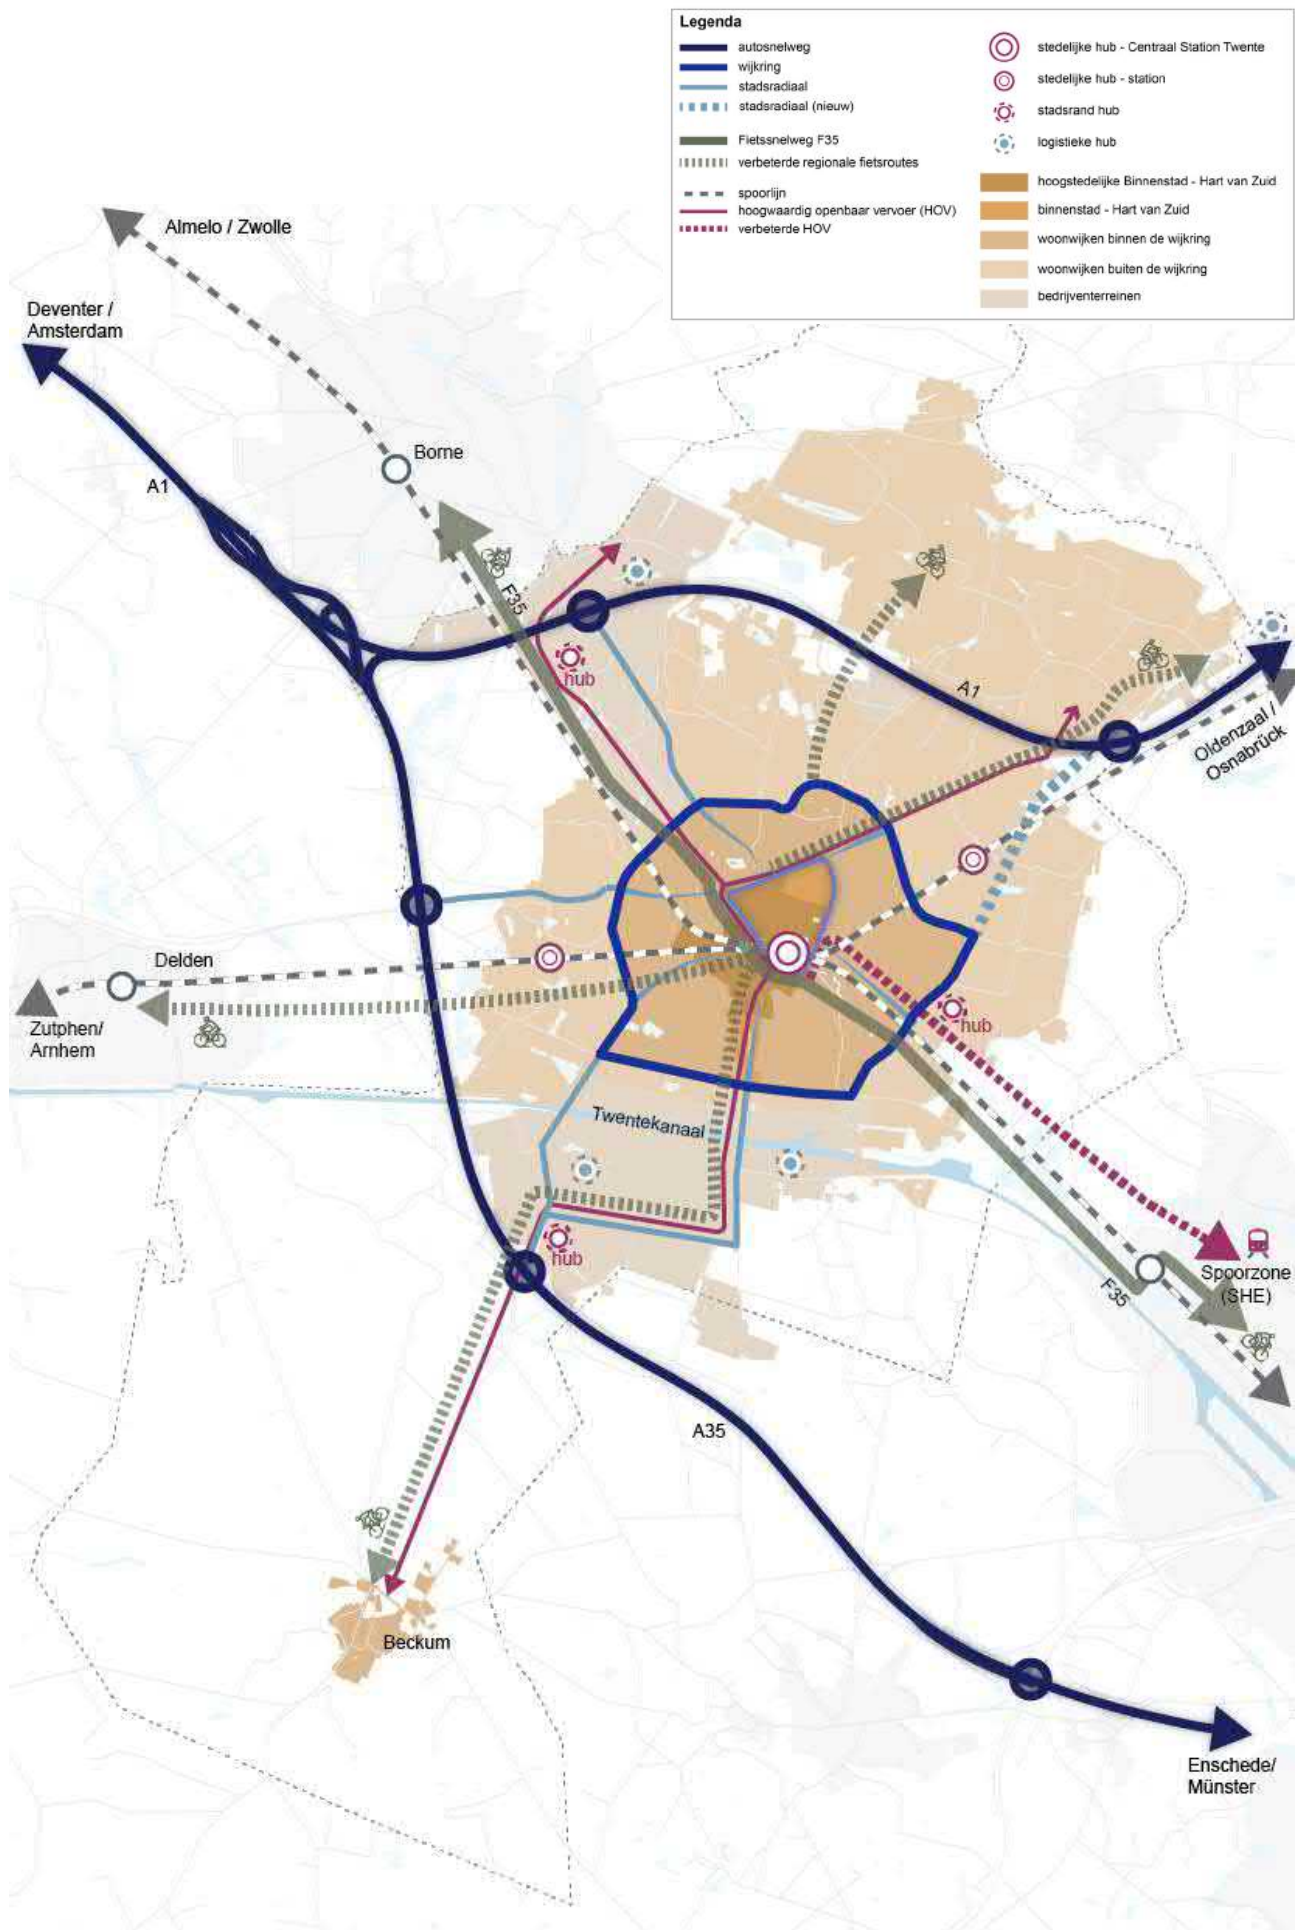 Legenda
autosnelweg
wijkring
stadsradiaal
stadsradiaal (nieuw)
Fietssnelweg F35
verbeterde regionale fietsroutes
spoorlijn
hoogwaardig openbaar vervoer (HOV)
verbeterde HOV
stedelijke hub - Centraal Station Twente
stedelijke hub - station
stadsrand hub
logistieke hub
hoogstedelijke Binnenstad - Hart van Zuid
binnenstad - Hart van Zuid
woonwijken binnen de wijkring
woonwijken buiten de wijkring
bedrijventerreinen
Almelo / Zwolle
Deventer /
Amsterdam
Borne
A1
F35
hub
A1
Oldenzaal /
Osnabrück
Delden
Zutphen/
Arnhem
hub
Twentekanaal
hub
Spoorzone
(SHE)
F35
A35
Beckum
Enschede/
Münster